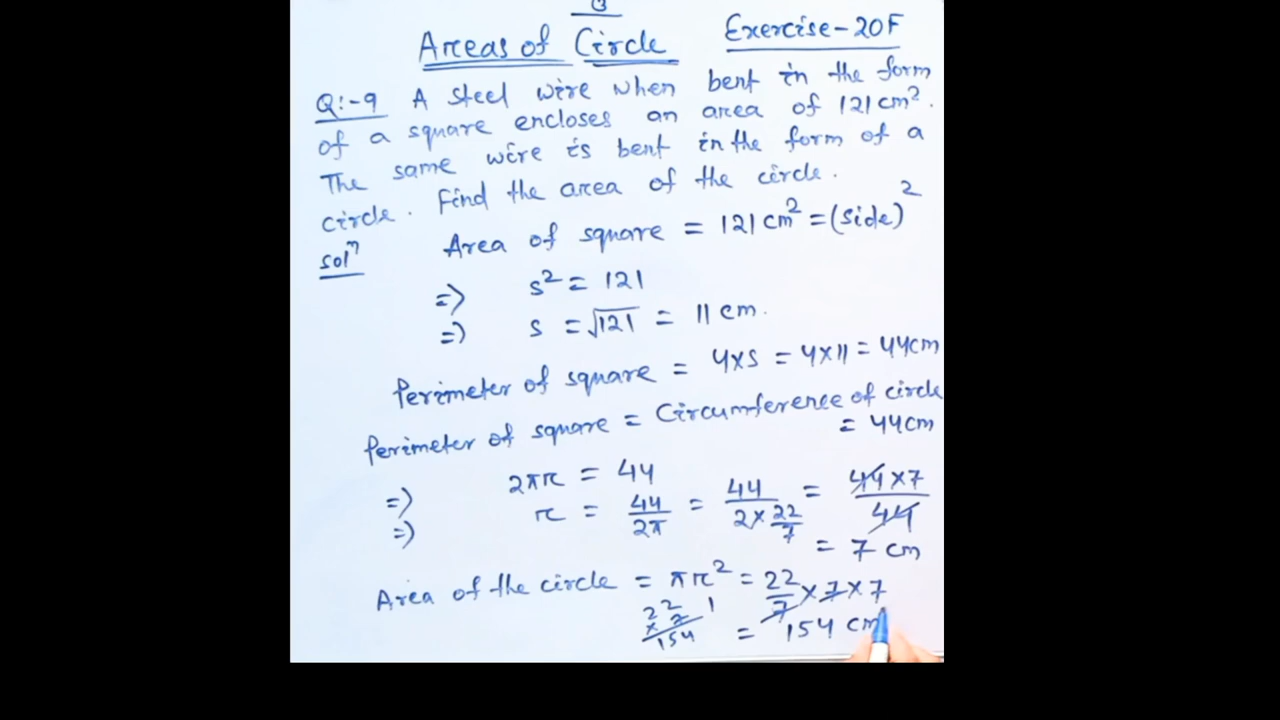 Areas of Circle Exercise-20F
Q:-9 A steel wire when bent in the form
of a square encloses an area of 121 cm².
The same wire is bent in the form of a
circle. Find the area of the circle.
solⁿ Area of square = 121 cm² = (side)²
=> s² = 121
=> s = √121 = 11 cm.
Perimeter of square = 4×s = 4×11 = 44cm
Perimeter of square = Circumference of circle
= 44cm
=> 2πr = 44
=> r = 44/2π = 44/2×22/7 = 44×7/44
= 7 cm
Area of the circle = πr² = 22/7 × 7 × 7
22 1
×7
154
= 154 cm